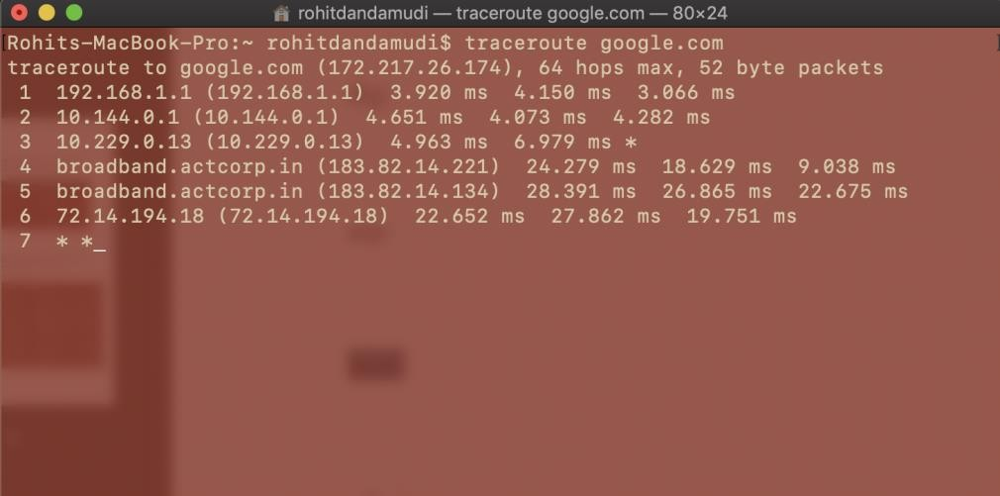 rohitdandamudi — traceroute google.com — 80×24
[Rohits-MacBook-Pro:~ rohitdandamudi$ traceroute google.com ]
traceroute to google.com (172.217.26.174), 64 hops max, 52 byte packets
1 192.168.1.1 (192.168.1.1) 3.920 ms 4.150 ms 3.066 ms
2 10.144.0.1 (10.144.0.1) 4.651 ms 4.073 ms 4.282 ms
3 10.229.0.13 (10.229.0.13) 4.963 ms 6.979 ms *
4 broadband.actcorp.in (183.82.14.221) 24.279 ms 18.629 ms 9.038 ms
5 broadband.actcorp.in (183.82.14.134) 28.391 ms 26.865 ms 22.675 ms
6 72.14.194.18 (72.14.194.18) 22.652 ms 27.862 ms 19.751 ms
7 * *_